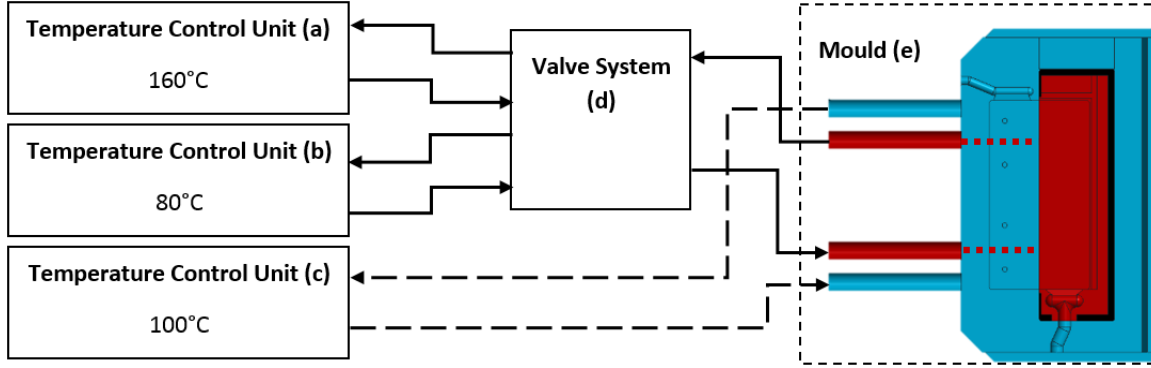 Temperature Control Unit (a)
160°C
Temperature Control Unit (b)
80°C
Temperature Control Unit (c)
100°C
Valve System
(d)
Mould (e)